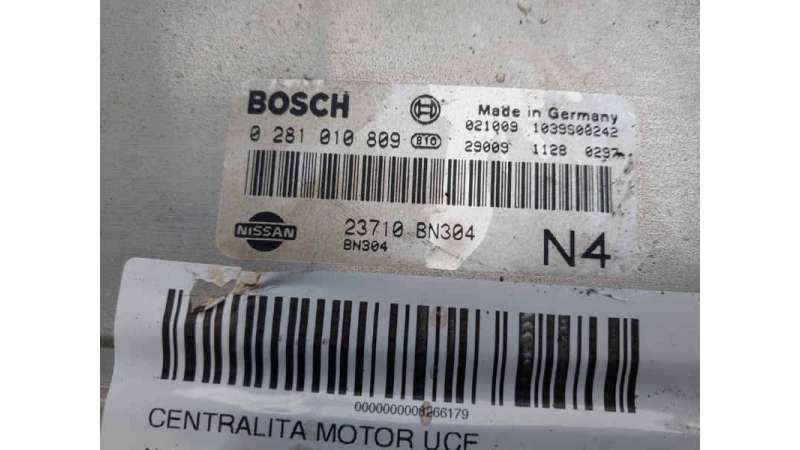 BOSCH
Made in Germany
021009 1039S00242
0 281 010 809 810
29009 1128 0297
NISSAN
23710 BN304
BN304
N4
0000000008266179
CENTRALITA MOTOR UCE